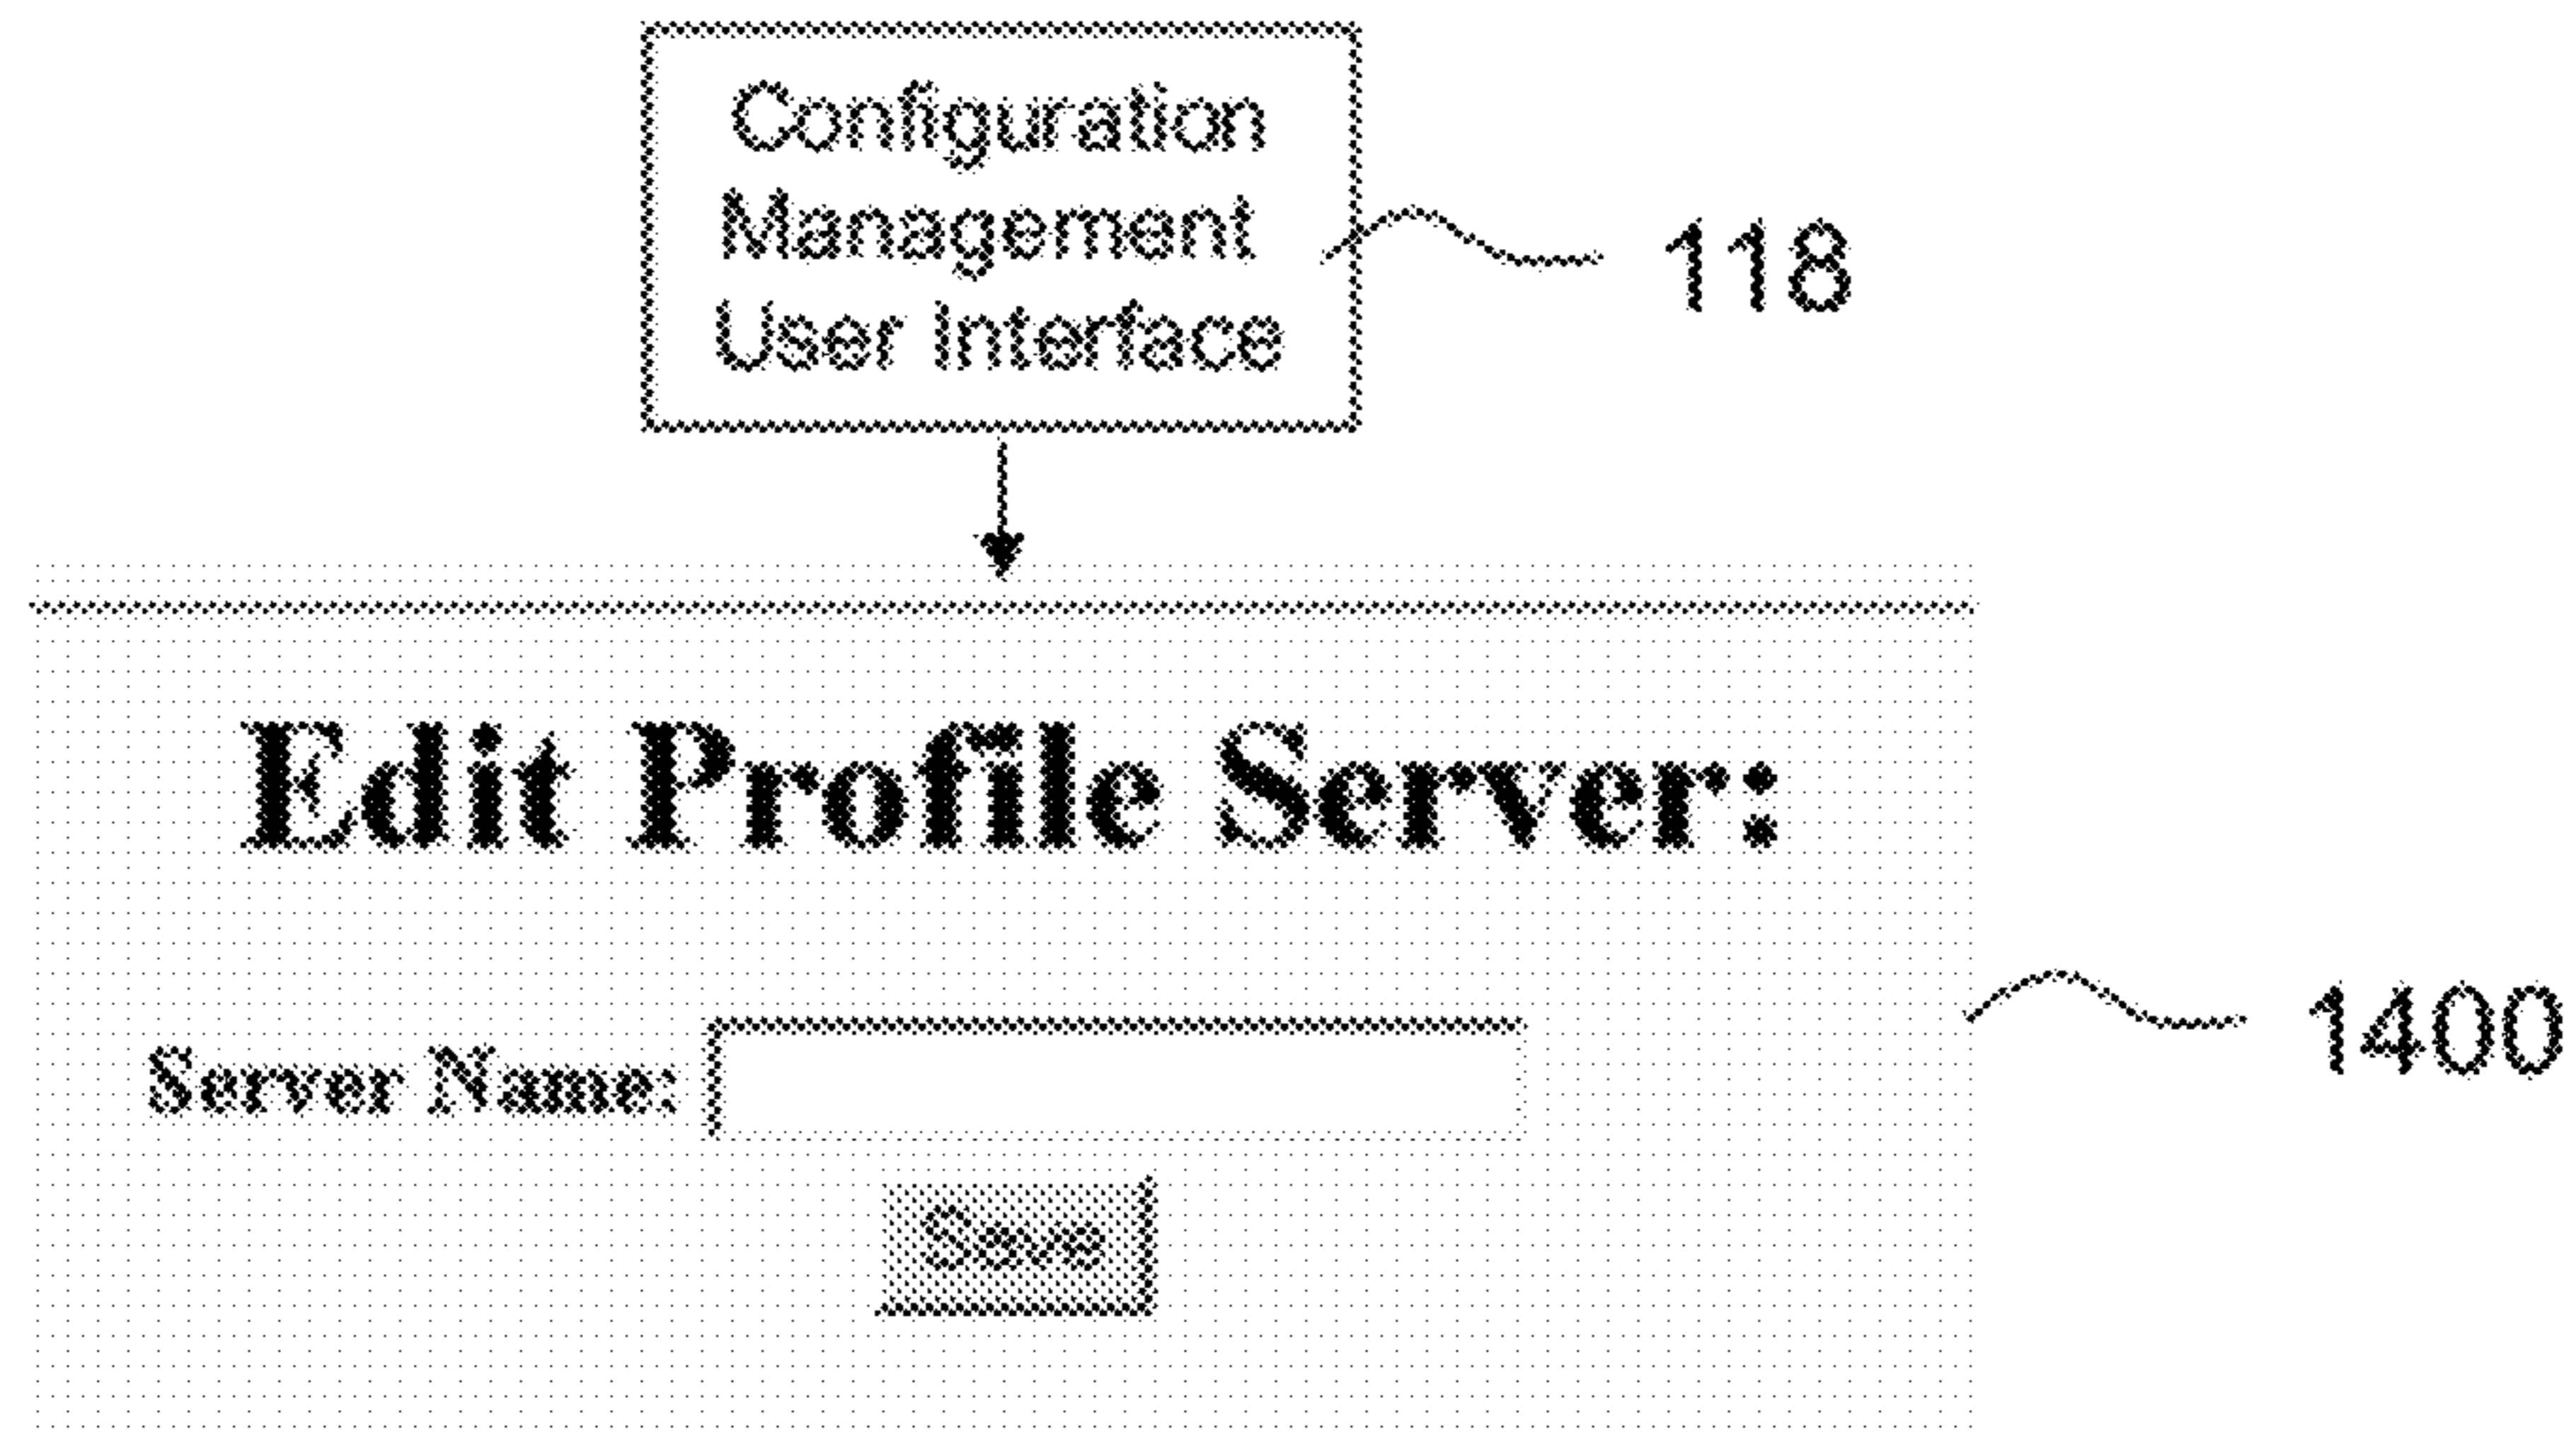 Configuration
Management
User Interface
118
Edit Profile Server:
1400
Server Name:
Save